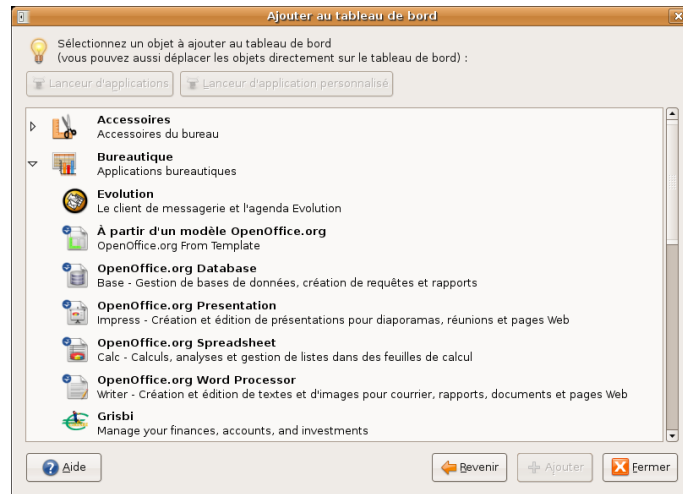 Ajouter au tableau de bord
Sélectionnez un objet à ajouter au tableau de bord
(vous pouvez aussi déplacer les objets directement sur le tableau de bord) :
Lanceur d'applications
Lanceur d'application personnalisé
Accessoires
Accessoires du bureau
Bureautique
Applications bureautiques
Evolution
Le client de messagerie et l'agenda Evolution
À partir d'un modèle OpenOffice.org
OpenOffice.org From Template
OpenOffice.org Database
Base - Gestion de bases de données, création de requêtes et rapports
OpenOffice.org Presentation
Impress - Création et édition de présentations pour diaporamas, réunions et pages Web
OpenOffice.org Spreadsheet
Calc - Calculs, analyses et gestion de listes dans des feuilles de calcul
OpenOffice.org Word Processor
Writer - Création et édition de textes et d'images pour courrier, rapports, documents et pages Web
Grisbi
Manage your finances, accounts, and investments
Aide
Revenir
Ajouter
Fermer